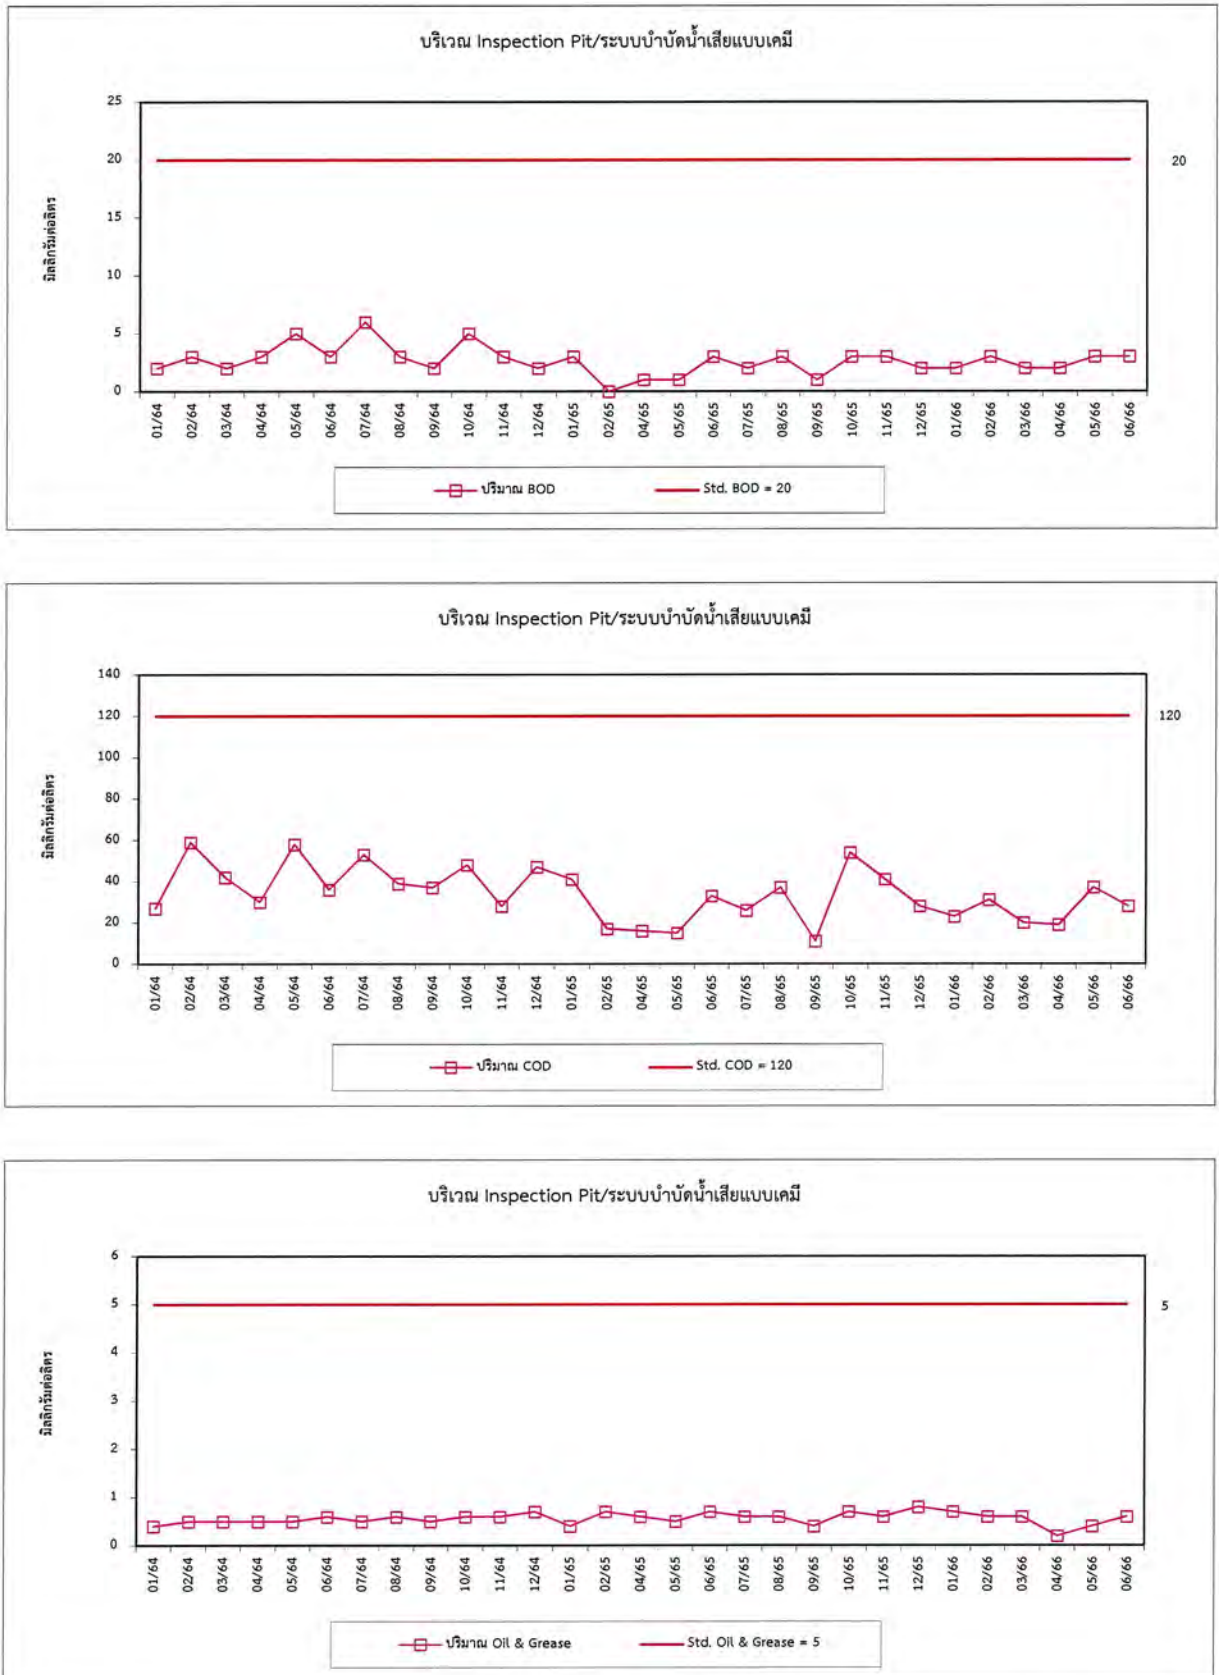 บริเวณ Inspection Pit/ระบบบำบัดน้ำเสียแบบเคมี
มิลลิกรัมต่อลิตร
25
20
15
10
5
0
20
01/64 02/64 03/64 04/64 05/64 06/64 07/64 08/64 09/64 10/64 11/64 12/64 01/65 02/65 04/65 05/65 06/65 07/65 08/65 09/65 10/65 11/65 12/65 01/66 02/66 03/66 04/66 05/66 06/66
ปริมาณ BOD Std. BOD = 20
บริเวณ Inspection Pit/ระบบบำบัดน้ำเสียแบบเคมี
มิลลิกรัมต่อลิตร
140
120
100
80
60
40
20
0
120
01/64 02/64 03/64 04/64 05/64 06/64 07/64 08/64 09/64 10/64 11/64 12/64 01/65 02/65 04/65 05/65 06/65 07/65 08/65 09/65 10/65 11/65 12/65 01/66 02/66 03/66 04/66 05/66 06/66
ปริมาณ COD Std. COD = 120
บริเวณ Inspection Pit/ระบบบำบัดน้ำเสียแบบเคมี
มิลลิกรัมต่อลิตร
6
5
4
3
2
1
0
5
01/64 02/64 03/64 04/64 05/64 06/64 07/64 08/64 09/64 10/64 11/64 12/64 01/65 02/65 04/65 05/65 06/65 07/65 08/65 09/65 10/65 11/65 12/65 01/66 02/66 03/66 04/66 05/66 06/66
ปริมาณ Oil & Grease Std. Oil & Grease = 5